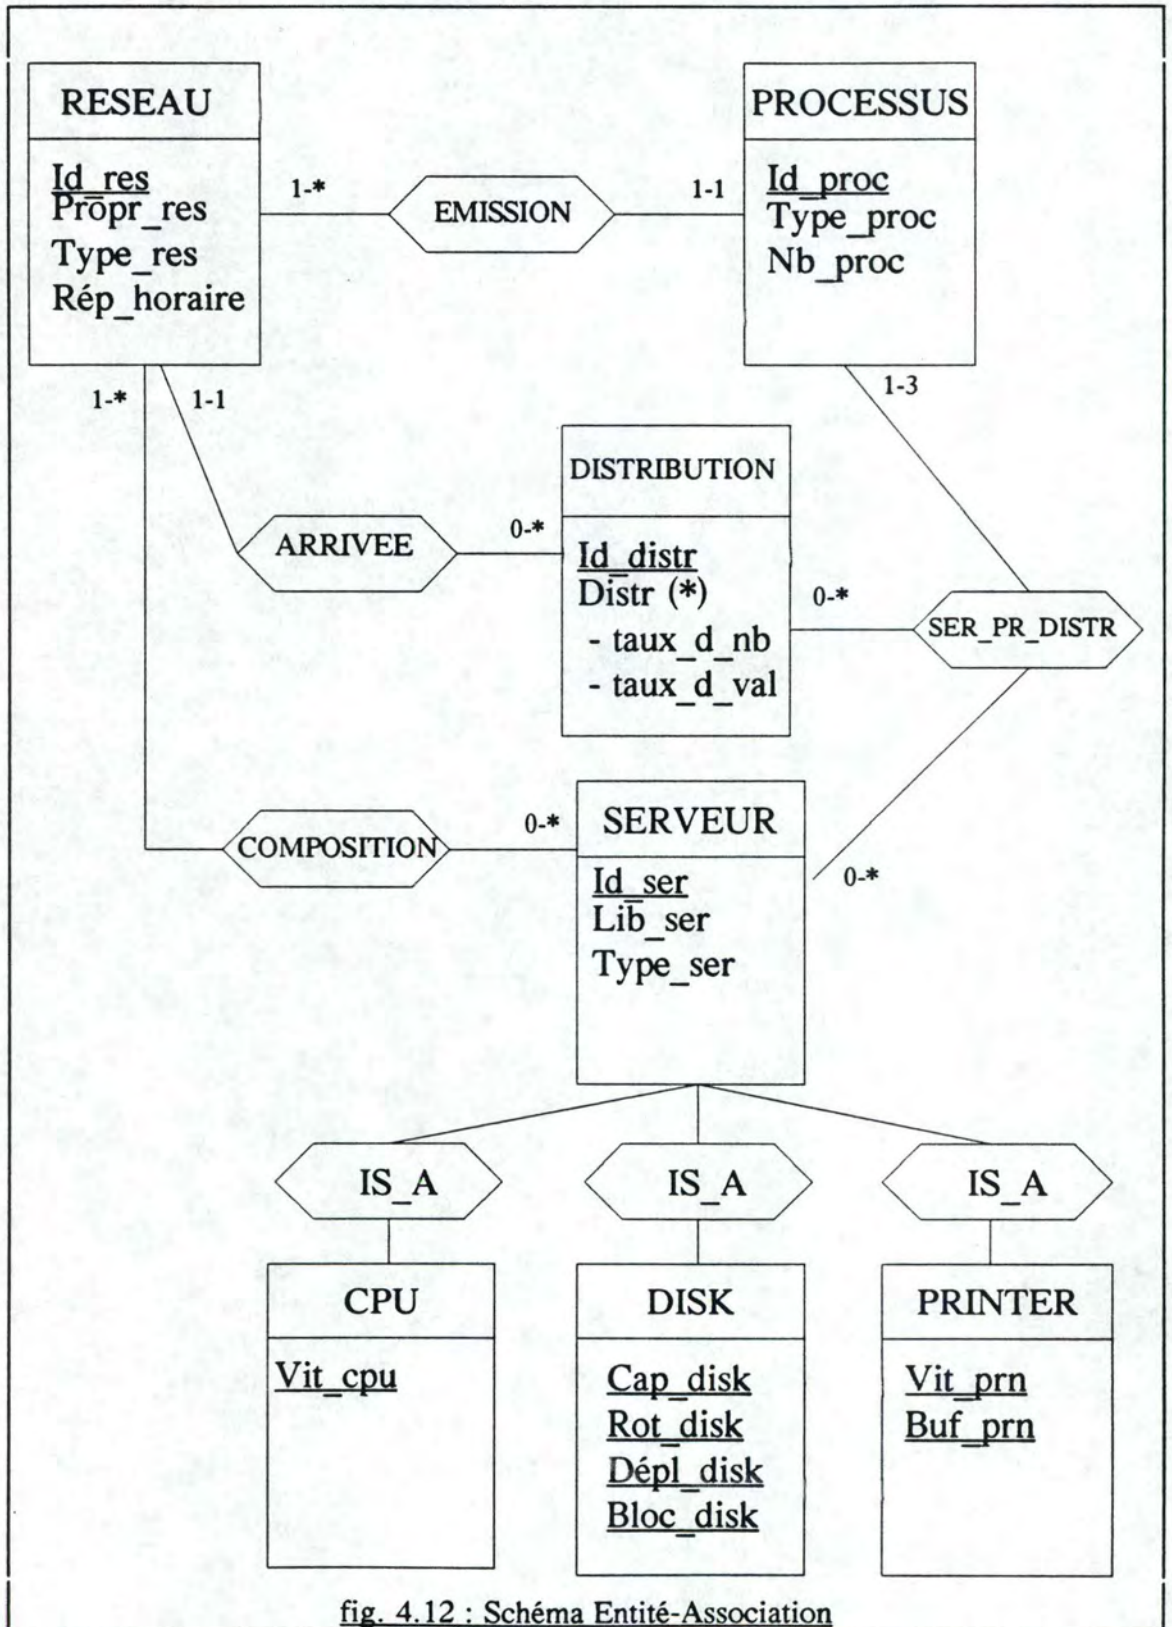 RESEAU
Id_res
Propr_res
Type_res
Rép_horaire
1-*
EMISSION
1-1
PROCESSUS
Id_proc
Type_proc
Nb_proc
1-*
1-1
1-3
ARRIVEE
0-*
DISTRIBUTION
Id_distr
Distr (*)
- taux_d_nb
- taux_d_val
0-*
SER_PR_DISTR
COMPOSITION
0-*
SERVEUR
Id_ser
Lib_ser
Type_ser
0-*
IS_A
IS_A
IS_A
CPU
Vit_cpu
DISK
Cap_disk
Rot_disk
Dépl_disk
Bloc_disk
PRINTER
Vit_prn
Buf_prn
fig. 4.12 : Schéma Entité-Association